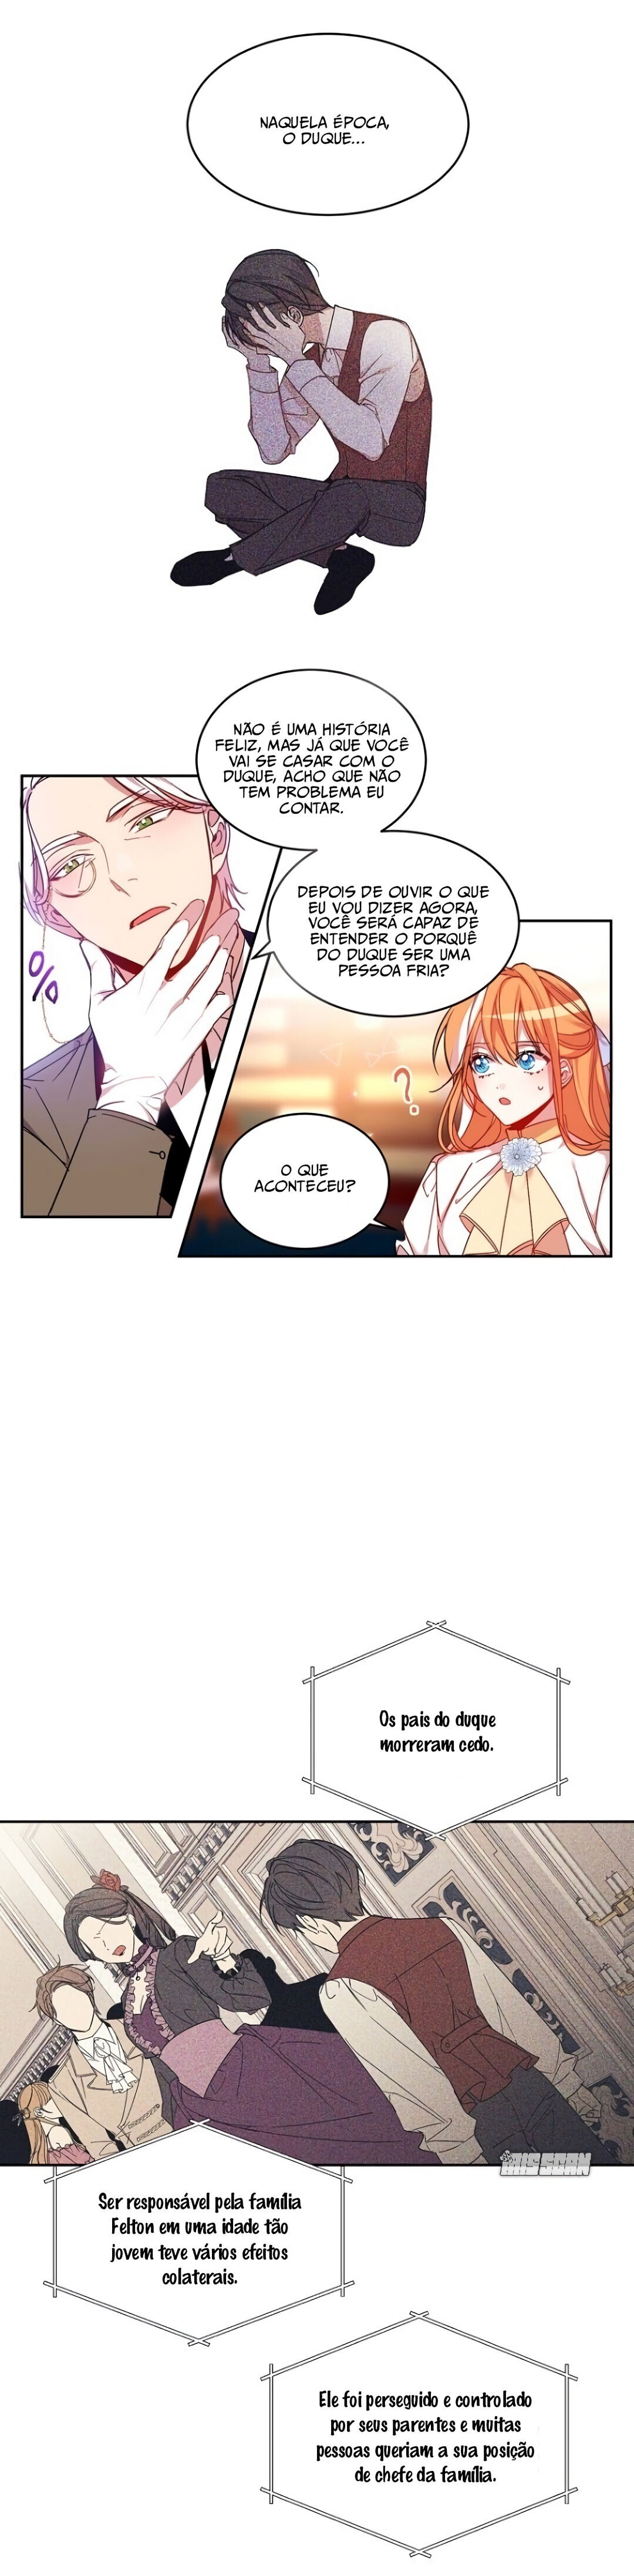 NAQUELA ÉPOCA,
O DUQUE...
NÃO É UMA HISTÓRIA
FELIZ, MAS JÁ QUE VOCÊ
VAI SE CASAR COM O
DUQUE, ACHO QUE NÃO
TEM PROBLEMA EU
CONTAR.
DEPOIS DE OUVIR O QUE
EU VOU DIZER AGORA,
VOCÊ SERÁ CAPAZ DE
ENTENDER O PORQUÊ
DO DUQUE SER UMA
PESSOA FRIA?
?
O QUE
ACONTECEU?
Os pais do duque
morreram cedo.
IRIS SCAN
Ser responsável pela família
Felton em uma idade tão
jovem teve vários efeitos
colaterais.
Ele foi perseguido e controlado
por seus parentes e muitas
pessoas queriam a sua posição
de chefe da família.